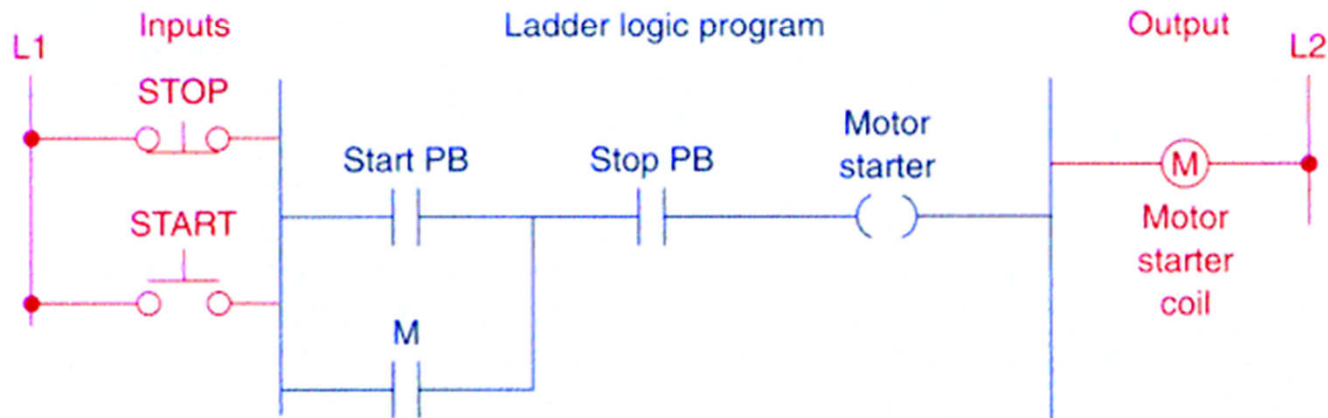 Inputs
Ladder logic program
Output
L1
L2
STOP
START
Start PB
Stop PB
Motor
starter
M
M
Motor
starter
coil